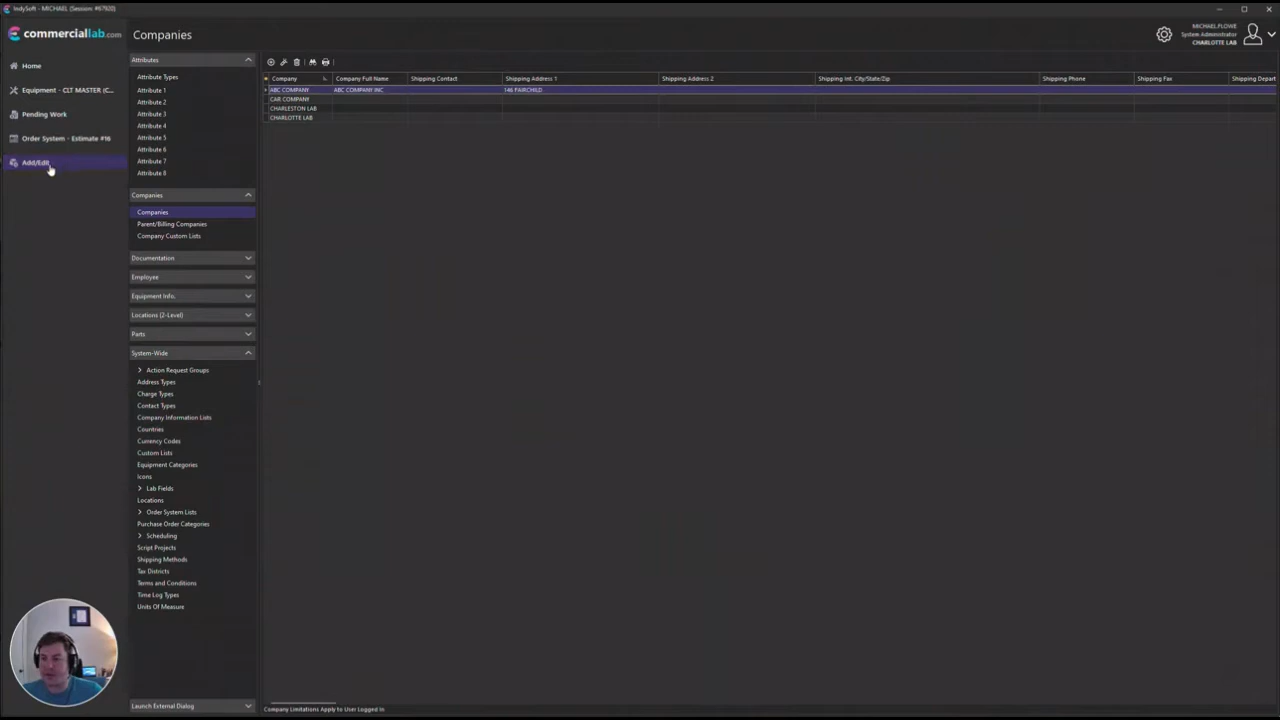 IndySoft - MICHAEL (Session: #67920)
commerciallab.com
Companies
MICHAEL.FLOWE
System Administrator
CHARLOTTE LAB
Home
Equipment - CLT MASTER (C...
Pending Work
Order System - Estimate #16
Add/Edit
Attributes
Attribute Types
Attribute 1
Attribute 2
Attribute 3
Attribute 4
Attribute 5
Attribute 6
Attribute 7
Attribute 8
Companies
Companies
Parent/Billing Companies
Company Custom Lists
Documentation
Employee
Equipment Info.
Locations (2-Level)
Parts
System-Wide
Action Request Groups
Address Types
Charge Types
Contact Types
Company Information Lists
Countries
Currency Codes
Custom Lists
Equipment Categories
Icons
Lab Fields
Locations
Order System Lists
Purchase Order Categories
Scheduling
Script Projects
Shipping Methods
Tax Districts
Terms and Conditions
Time Log Types
Units Of Measure
Launch External Dialog
Company Company Full Name Shipping Contact Shipping Address 1 Shipping Address 2 Shipping Int. City/State/Zip Shipping Phone Shipping Fax Shipping Depart
ABC COMPANY ABC COMPANY INC 146 FAIRCHILD
CAR COMPANY
CHARLESTON LAB
CHARLOTTE LAB
Company Limitations Apply to User Logged In